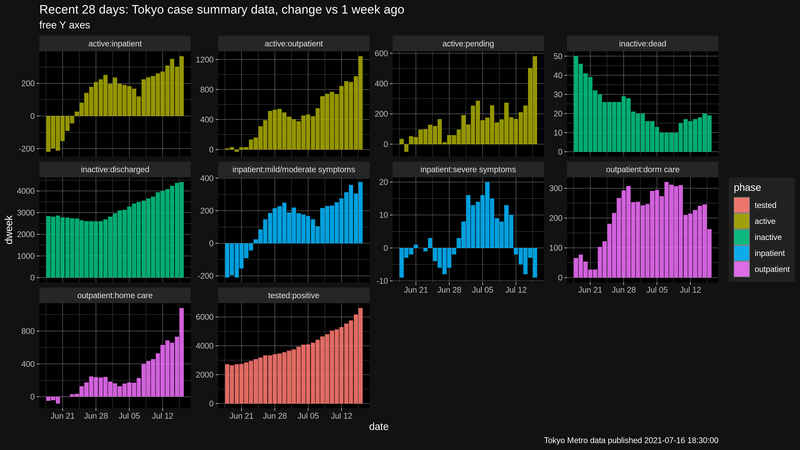 Recent 28 days: Tokyo case summary data, change vs 1 week ago
free Y axes
active:inpatient
active:outpatient
active:pending
inactive:dead
200
0
-200
1200
800
400
0
600
400
200
0
50
40
30
20
10
0
inactive:discharged
inpatient:mild/moderate symptoms
inpatient:severe symptoms
outpatient:dorm care
4000
3000
2000
1000
0
400
200
0
-200
20
10
0
-10
300
200
100
0
Jun 21 Jun 28 Jul 05 Jul 12
Jun 21 Jun 28 Jul 05 Jul 12
outpatient:home care
tested:positive
800
400
0
6000
4000
2000
0
Jun 21 Jun 28 Jul 05 Jul 12
Jun 21 Jun 28 Jul 05 Jul 12
dweek
date
phase
tested
active
inactive
inpatient
outpatient
Tokyo Metro data published 2021-07-16 18:30:00